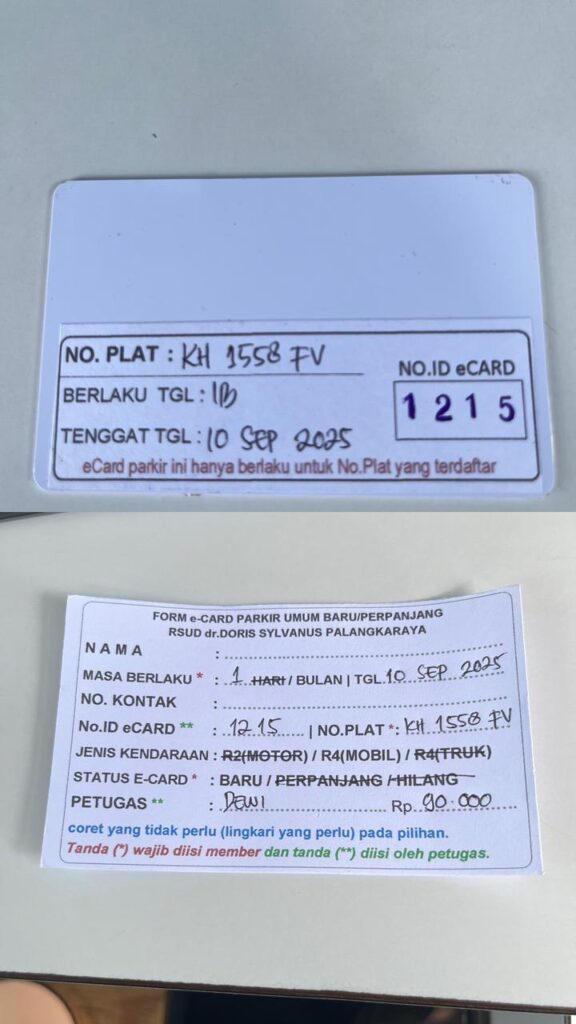 NO. PLAT : KH 1558 FV
NO.ID eCARD
BERLAKU TGL : 1B
1 2 1 5
TENGGAT TGL : 10 SEP 2025
eCard parkir ini hanya berlaku untuk No.Plat yang terdaftar
FORM e-CARD PARKIR UMUM BARU/PERPANJANG
RSUD dr.DORIS SYLVANUS PALANGKARAYA
NAMA :
MASA BERLAKU * : 1 HARI / BULAN | TGL. 10 SEP 2025
NO. KONTAK :
No.ID eCARD ** : 1215 | NO.PLAT * : KH 1558 FV
JENIS KENDARAAN : R2(MOTOR) / R4(MOBIL) / R4(TRUK)
STATUS E-CARD * : BARU / PERPANJANG / HILANG
PETUGAS ** : DEWI Rp. 90.000
coret yang tidak perlu (lingkari yang perlu) pada pilihan.
Tanda (*) wajib diisi member dan tanda (**) diisi oleh petugas.